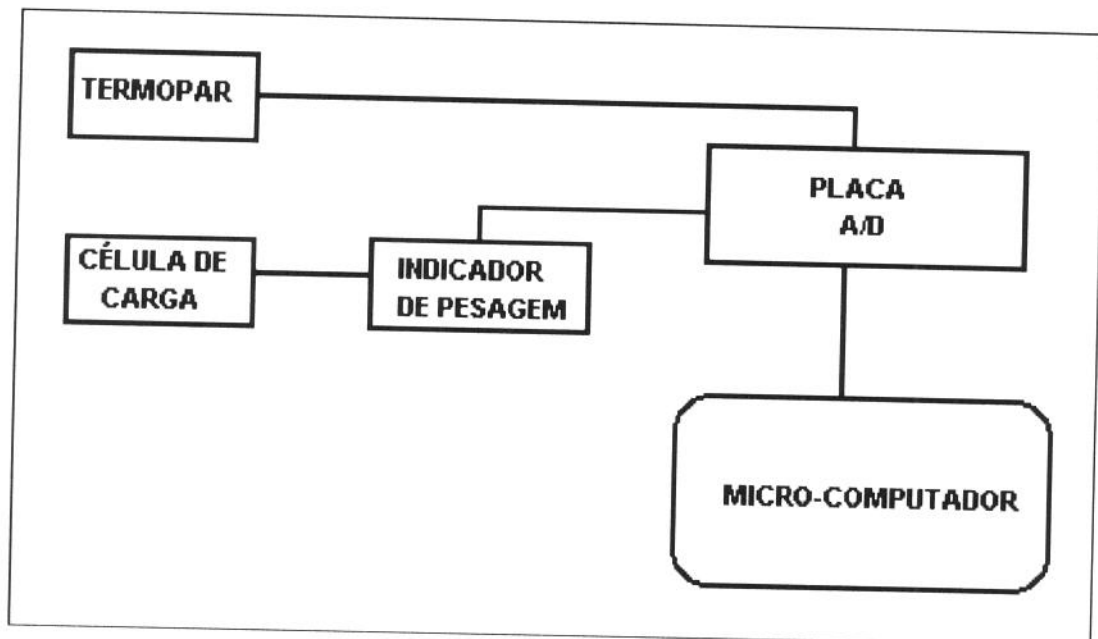 TERMOPAR
PLACA
A/D
CÉLULA DE
CARGA
INDICADOR
DE PESAGEM
MICRO-COMPUTADOR